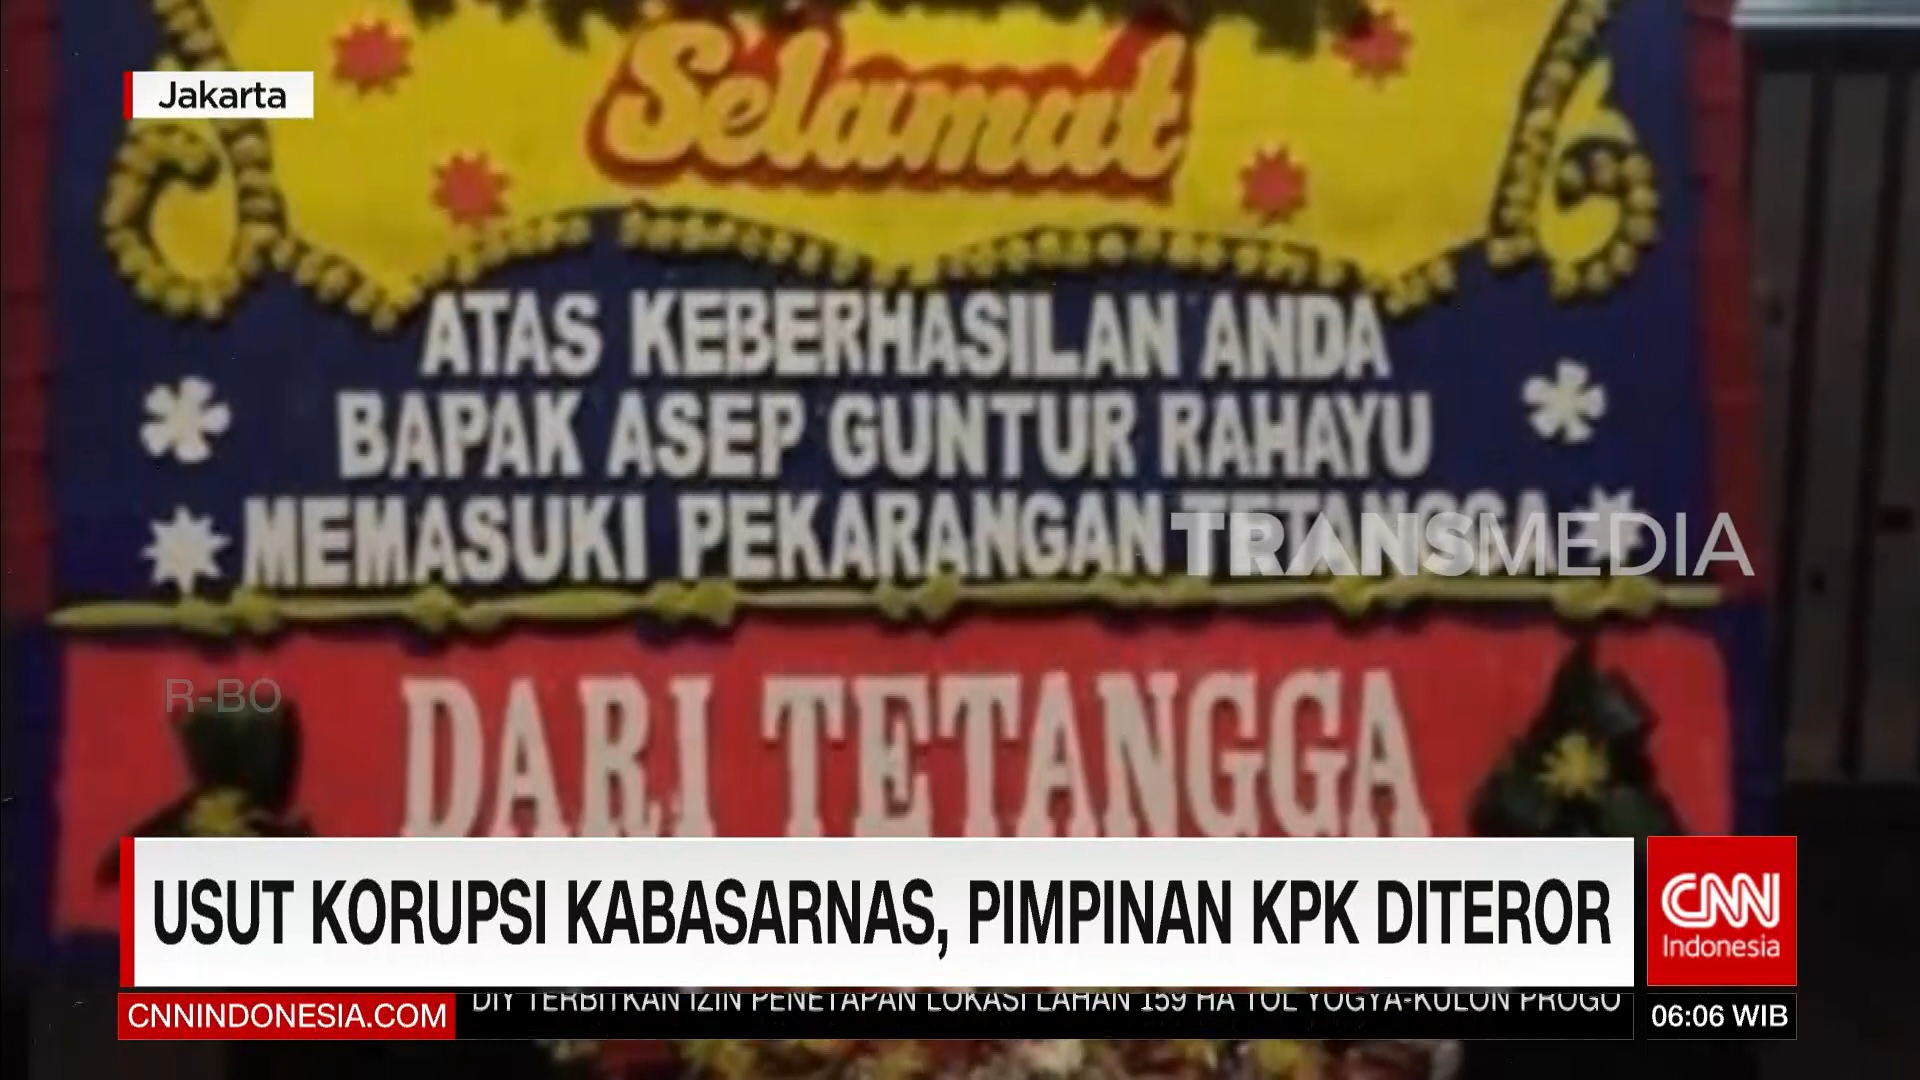 Selamat
Jakarta
ATAS KEBERHASILAN ANDA
BAPAK ASEP GUNTUR RAHAYU
MEMASUKI PEKARANGAN TETANGGA
TRANSMEDIA
R-BO
DARI TETANGGA
USUT KORUPSI KABASARNAS, PIMPINAN KPK DITEROR
CNN
Indonesia
CNNINDONESIA.COM
DIY TERBITKAN IZIN PENETAPAN LOKASI LAHAN 159 HA TOL YOGYA-KULON PROGO
06:06 WIB